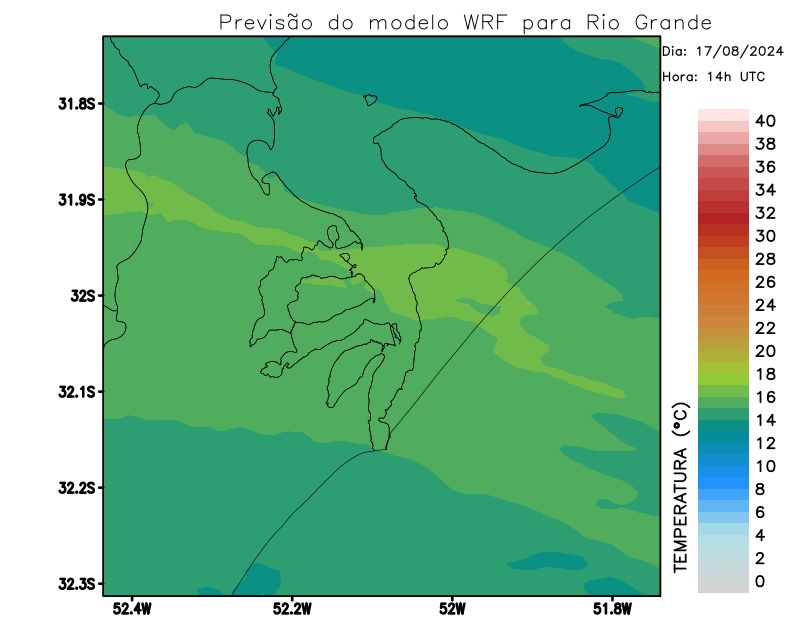 Previsão do modelo WRF para Rio Grande
Dia: 17/08/2024
Hora: 14h UTC
31.8S
31.9S
32S
32.1S
32.2S
32.3S
52.4W
52.2W
52W
51.8W
TEMPERATURA (ºC)
40
38
36
34
32
30
28
26
24
22
20
18
16
14
12
10
8
6
4
2
0